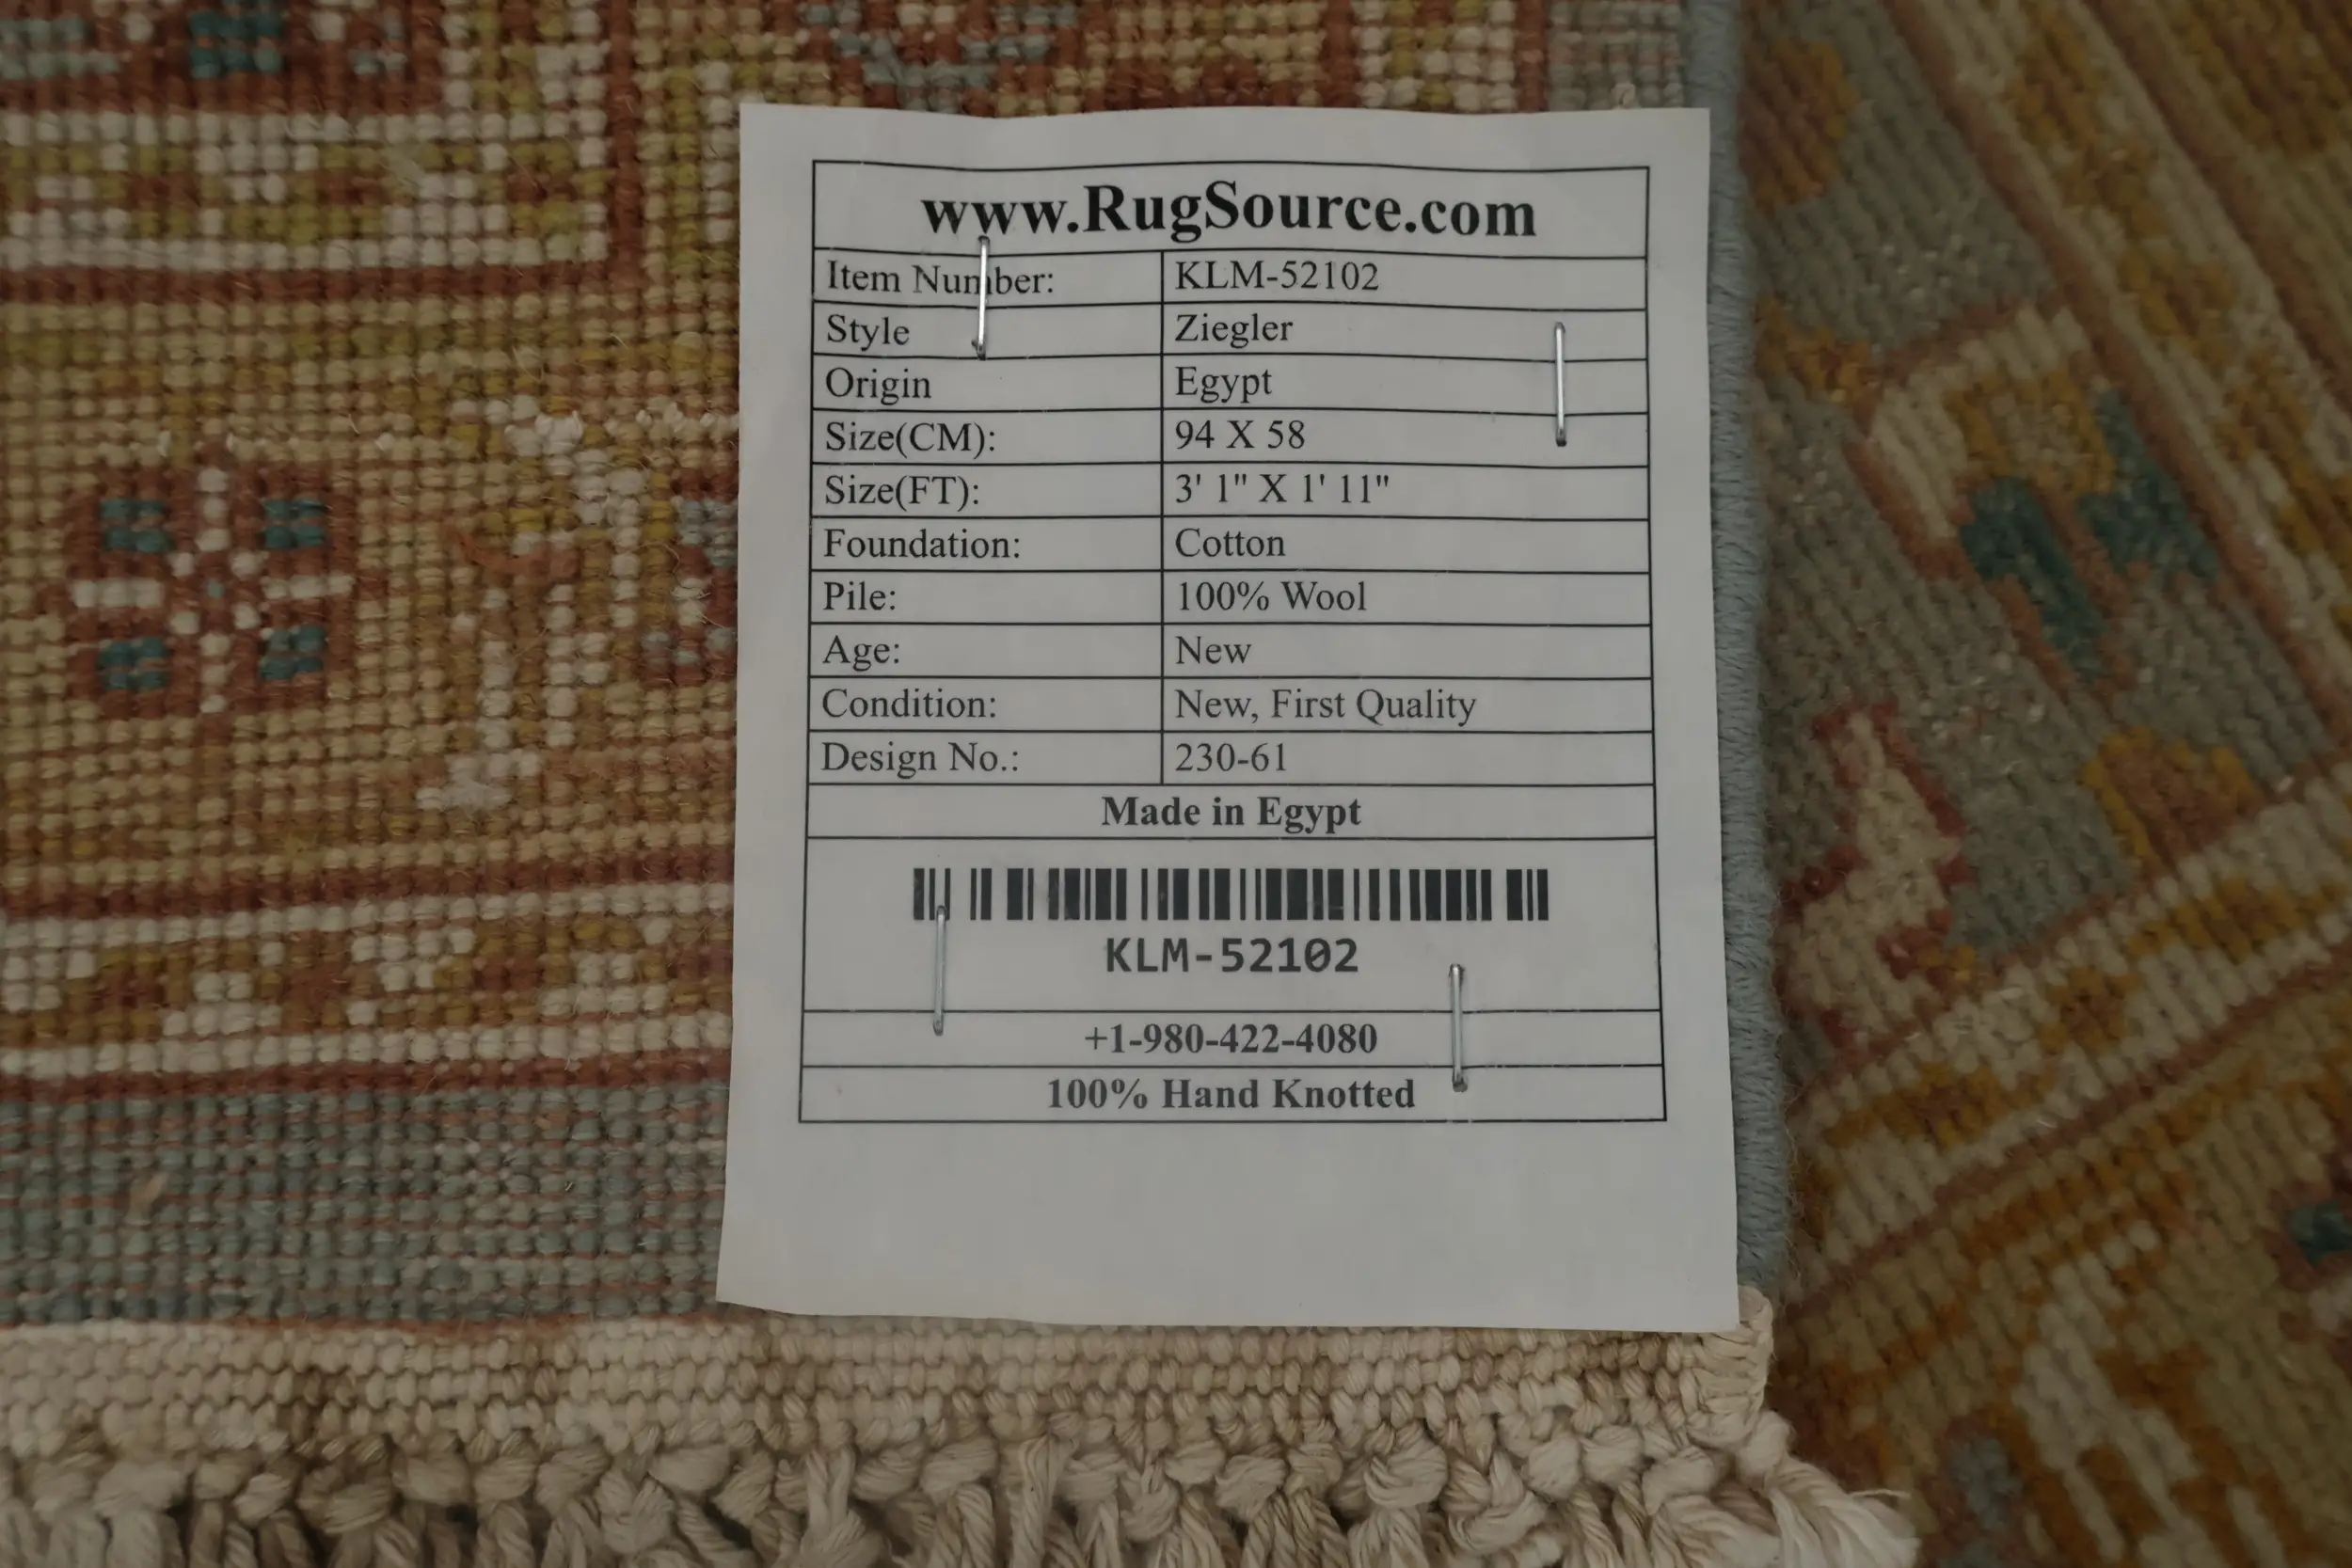 www.RugSource.com
Item Number: KLM-52102
Style Ziegler
Origin Egypt
Size(CM): 94 X 58
Size(FT): 3' 1" X 1' 11"
Foundation: Cotton
Pile: 100% Wool
Age: New
Condition: New, First Quality
Design No.: 230-61
Made in Egypt
KLM-52102
+1-980-422-4080
100% Hand Knotted